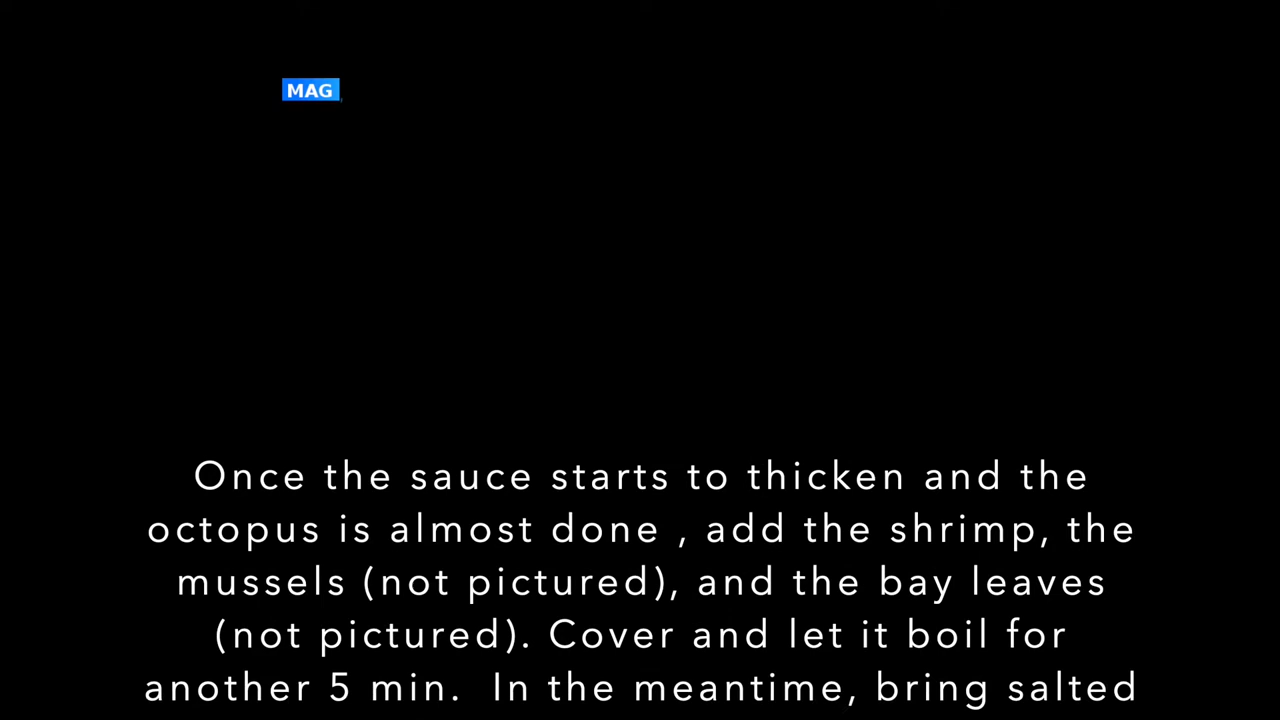 MAG
Once the sauce starts to thicken and the
octopus is almost done , add the shrimp, the
mussels (not pictured), and the bay leaves
(not pictured). Cover and let it boil for
another 5 min.  In the meantime, bring salted